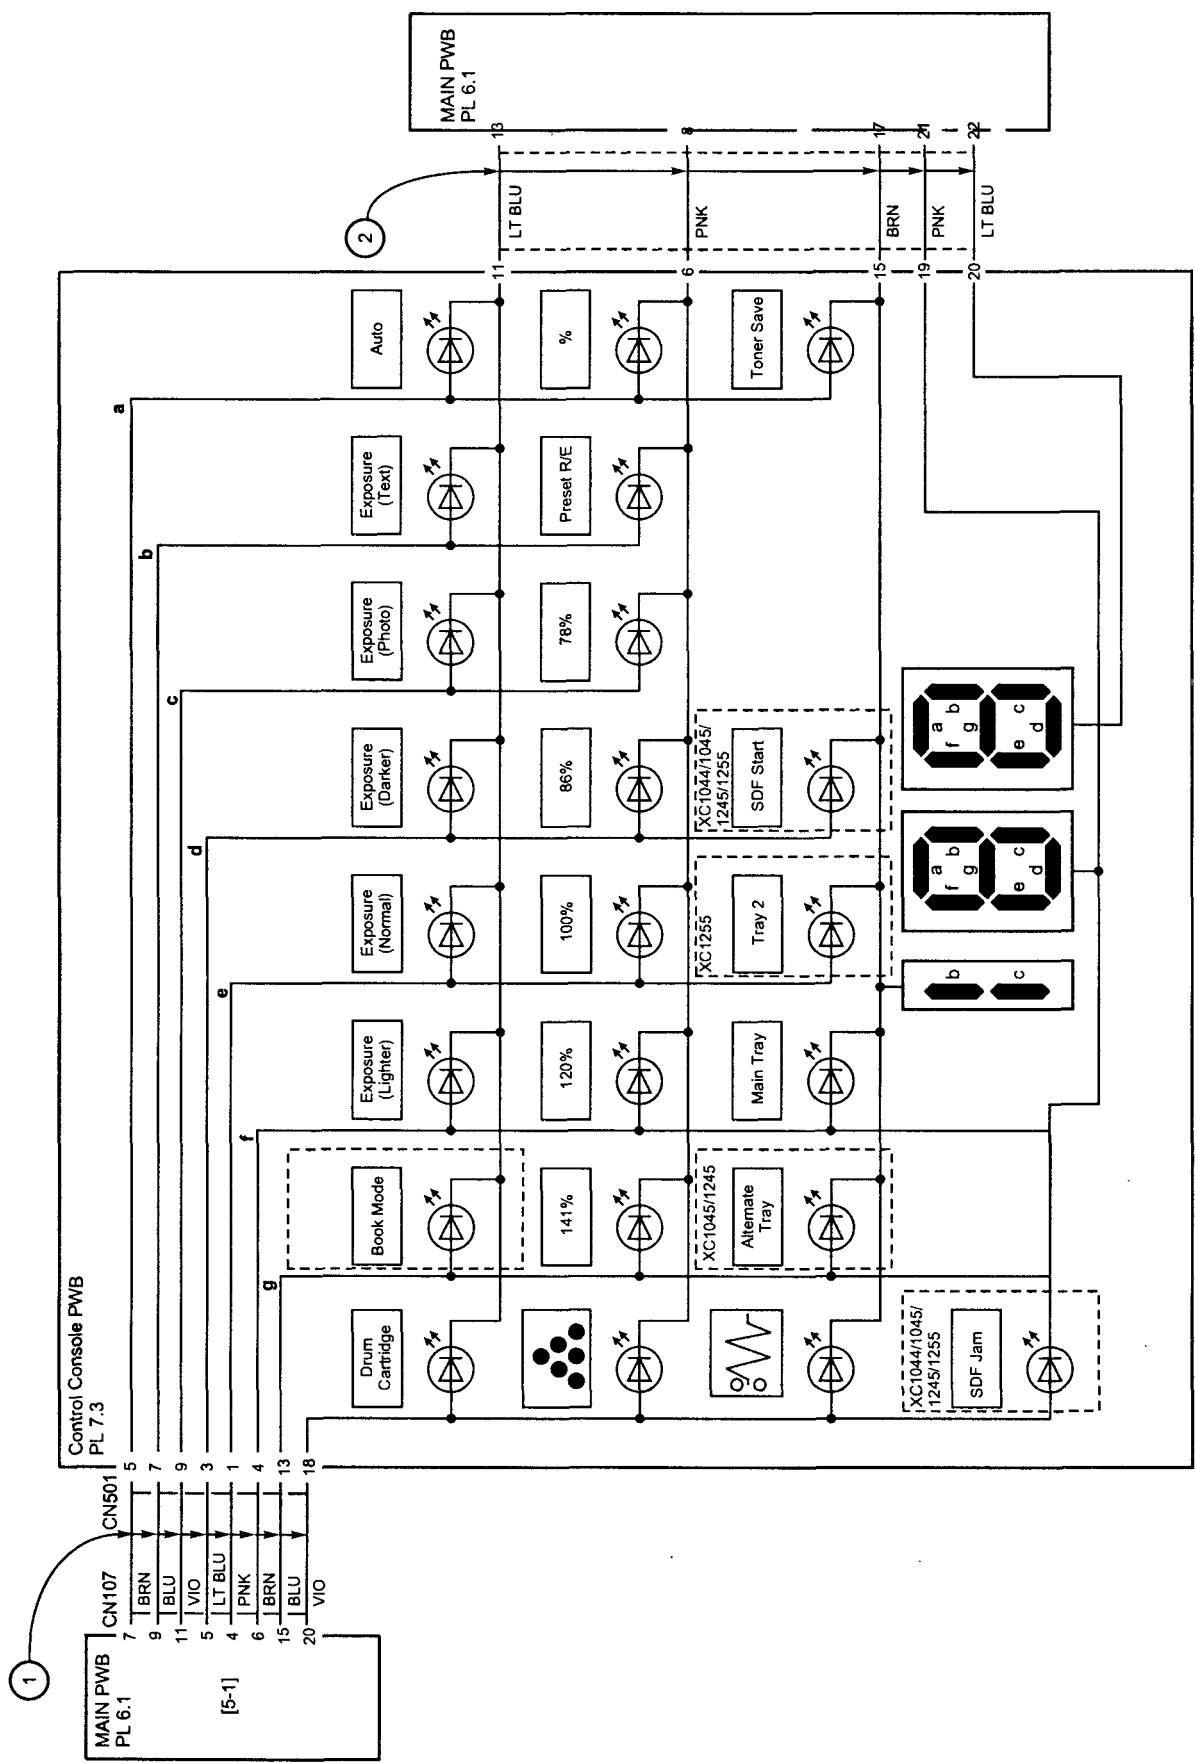 1
MAIN PWB
PL 6.1
[5-1]
CN107
CN501
7 BRN 5
9 BLU 7
11 VIO 9
5 LT BLU 3
4 PNK 1
6 BRN 4
15 BLU 13
20 VIO 18
Control Console PWB
PL 7.3
a
b
c
d
e
f
g
Drum
Cartridge
Book Mode
Exposure
(Lighter)
Exposure
(Normal)
Exposure
(Darker)
Exposure
(Photo)
Exposure
(Text)
Auto
141%
120%
100%
86%
78%
Preset R/E
%
XC1045/1245
Alternate
Tray
Main Tray
XC1255
Tray 2
XC1044/1045/
1245/1255
SDF Start
Toner Save
XC1044/1045/
1245/1255
SDF Jam
b
c
a
f b
g
e c
d
a
f b
g
e c
d
2
11 LT BLU 13
6 PNK 8
15 BRN 17
19 PNK 21
20 LT BLU 22
MAIN PWB
PL 6.1